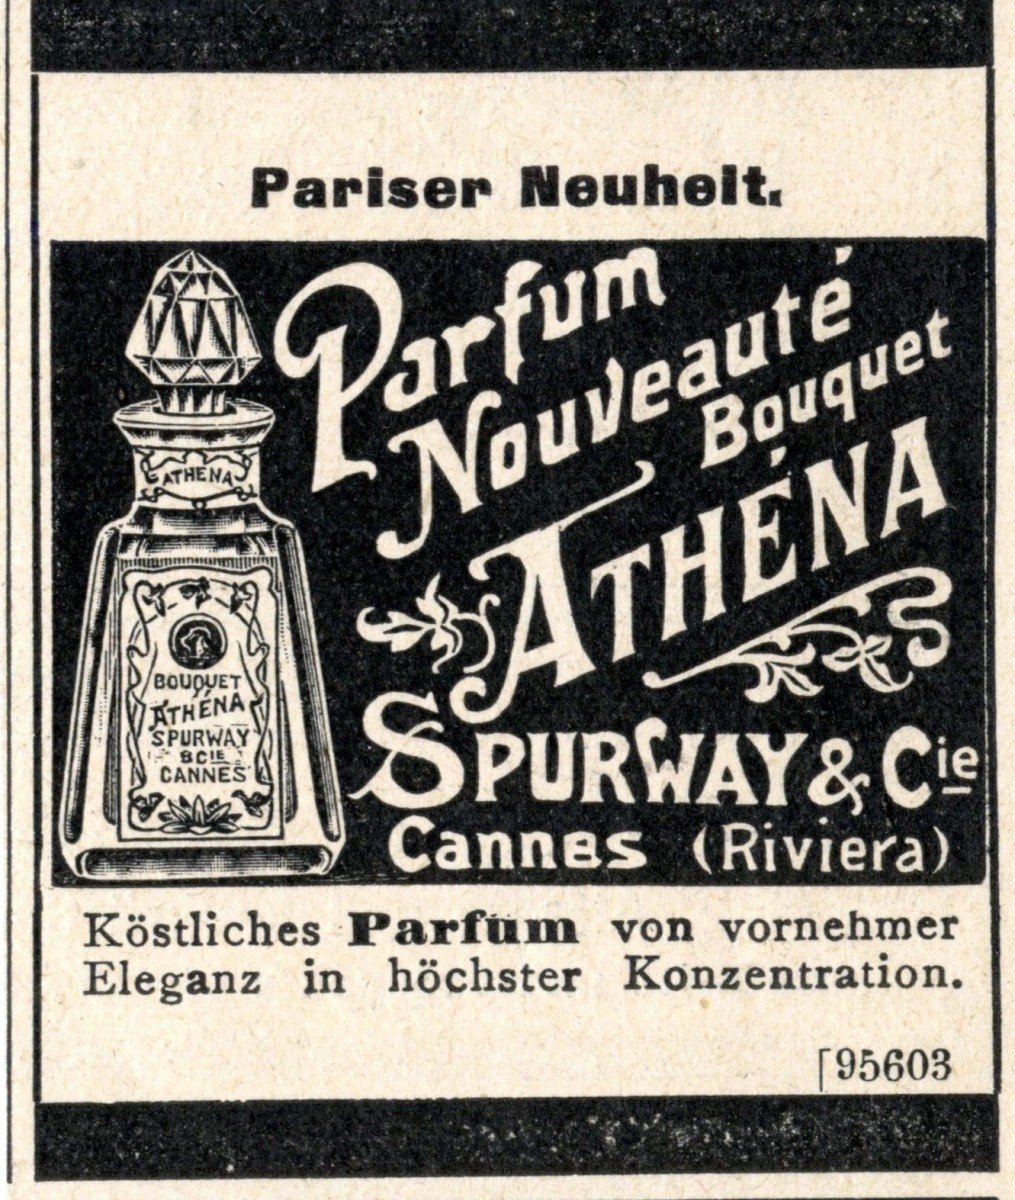 Pariser Neuheit.
Parfum
Nouveauté
Bouquet
ATHÉNA
SPURWAY & Cie
Cannes (Riviera)
ATHÉNA
BOUQUET
ATHÉNA
SPURWAY
& CIE
CANNES
Köstliches Parfüm von vornehmer
Eleganz in höchster Konzentration.
[95603